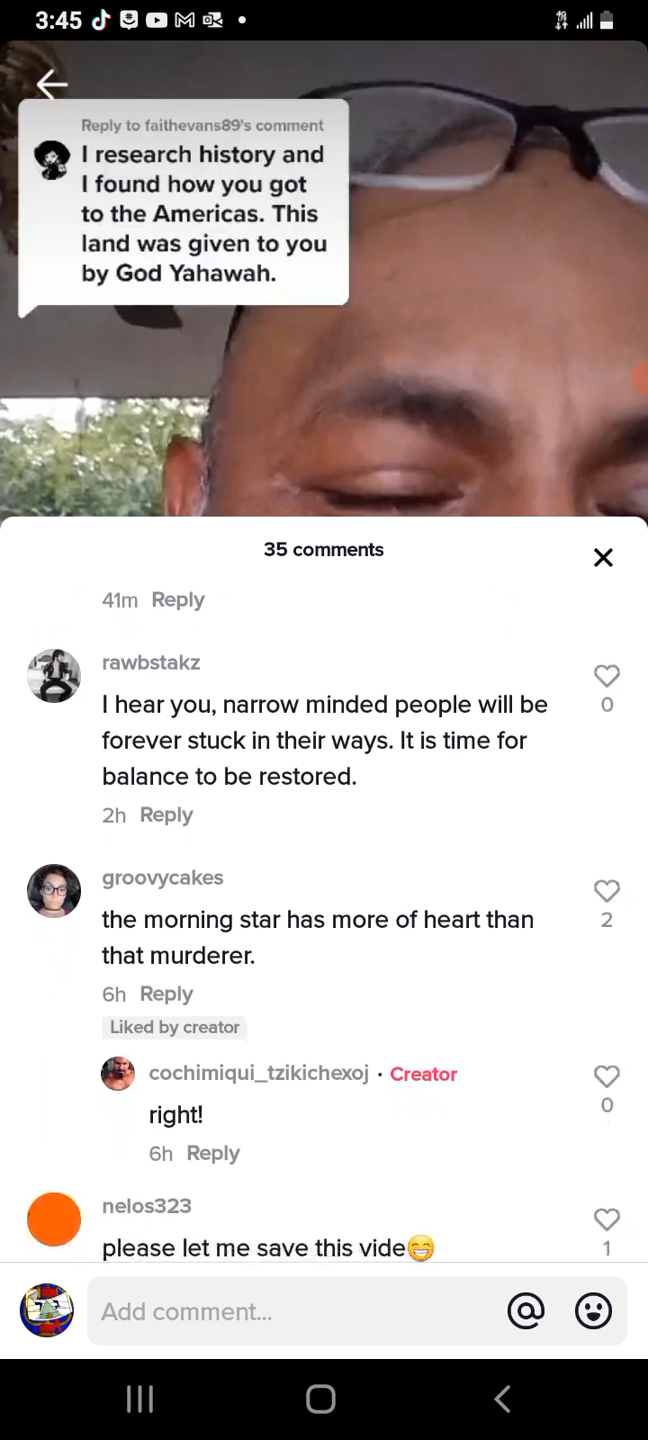 3:45
Reply to faithevans89's comment
I research history and
I found how you got
to the Americas. This
land was given to you
by God Yahawah.
35 comments
41m Reply
rawbstakz
I hear you, narrow minded people will be
forever stuck in their ways. It is time for
balance to be restored.
0
2h Reply
groovycakes
the morning star has more of heart than
that murderer.
2
6h Reply
Liked by creator
cochimiqui_tzikichexoj · Creator
right!
0
6h Reply
nelos323
please let me save this vide😁
1
Add comment...